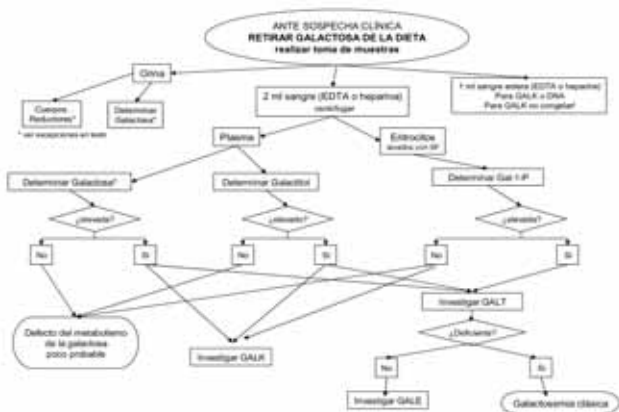 ANTE SOSPECHA CLÍNICA
RETIRAR GALACTOSA DE LA DIETA
realizar toma de muestras
Orina
2 ml sangre (EDTA o heparina)
centrifugar
1 ml sangre entera (EDTA o heparina)
Para GALK o DNA
Para GALK no congelar!
Cuerpos
Reductores*
Determinar
Galactosa*
* Ver excepciones en texto
Plasma
Eritrocitos
lavados con SF
Determinar Galactosa*
Determinar Galactitol
Determinar Gal 1-P
¿elevada?
¿elevado?
¿elevada?
No
Si
No
Si
No
Si
Investigar GALT
Defecto del metabolismo
de la galactosa
poco probable
Investigar GALK
¿Deficiente?
No
Si
Investigar GALE
Galactosemia clásica